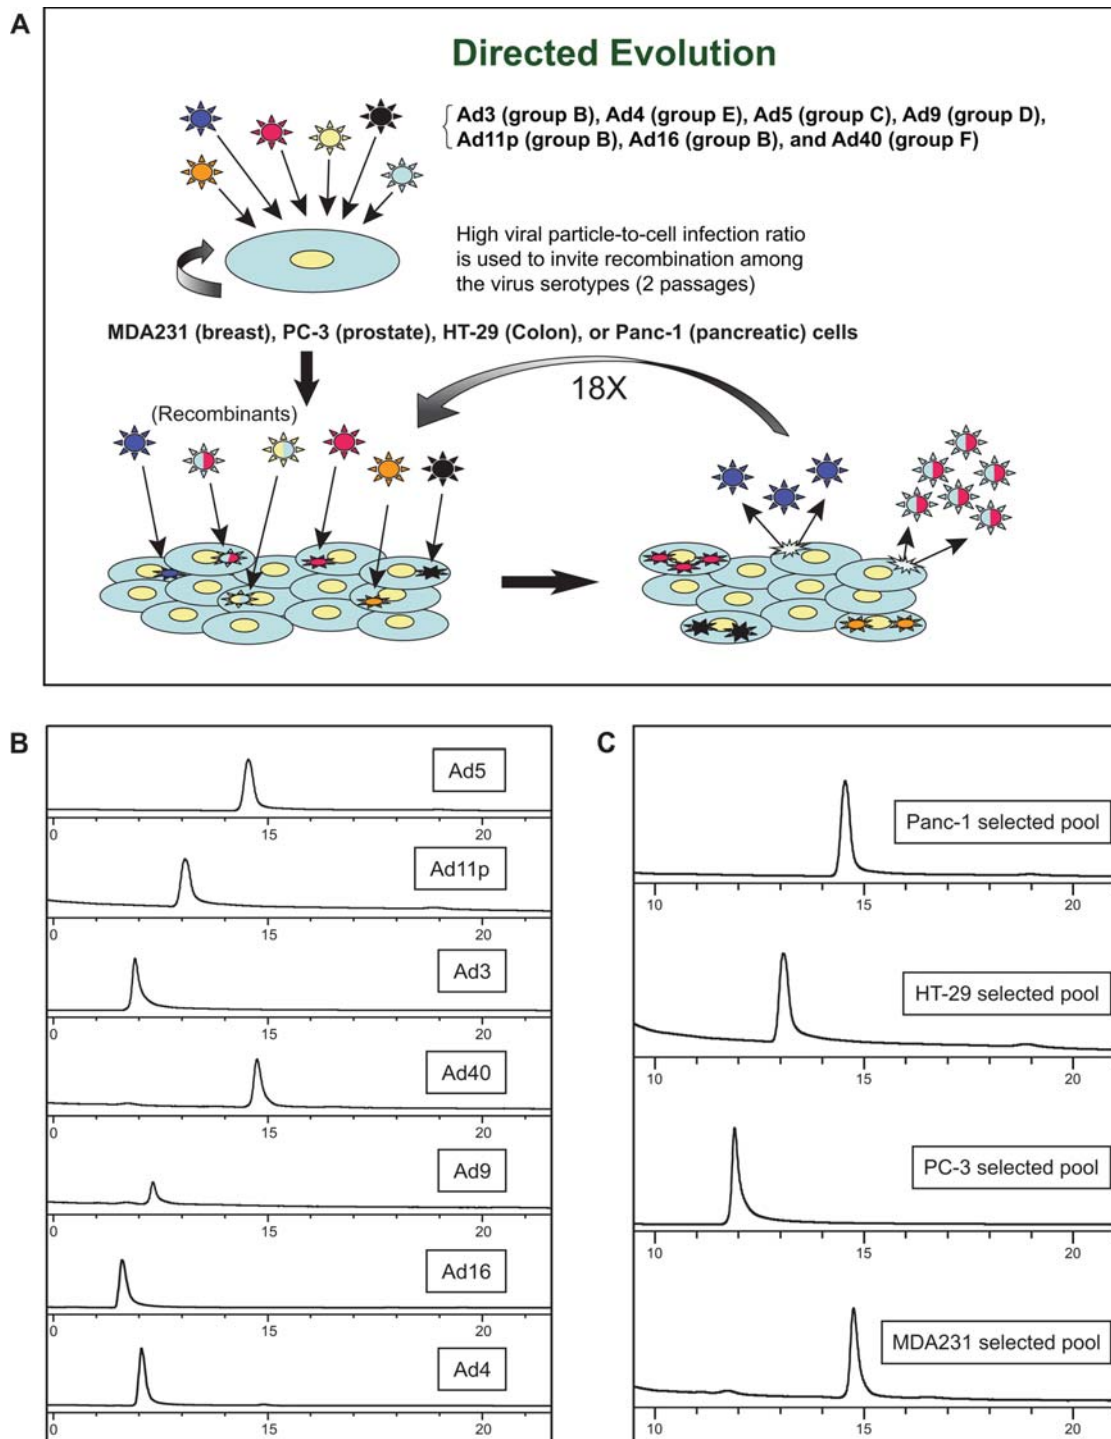 A
Directed Evolution
Ad3 (group B), Ad4 (group E), Ad5 (group C), Ad9 (group D),
Ad11p (group B), Ad16 (group B), and Ad40 (group F)
High viral particle-to-cell infection ratio
is used to invite recombination among
the virus serotypes (2 passages)
MDA231 (breast), PC-3 (prostate), HT-29 (Colon), or Panc-1 (pancreatic) cells
18X
(Recombinants)
B
Ad5
0 15 20
Ad11p
0 15 20
Ad3
0 15 20
Ad40
0 15 20
Ad9
0 15 20
Ad16
0 15 20
Ad4
0 15 20
C
Panc-1 selected pool
10 15 20
HT-29 selected pool
10 15 20
PC-3 selected pool
10 15 20
MDA231 selected pool
10 15 20